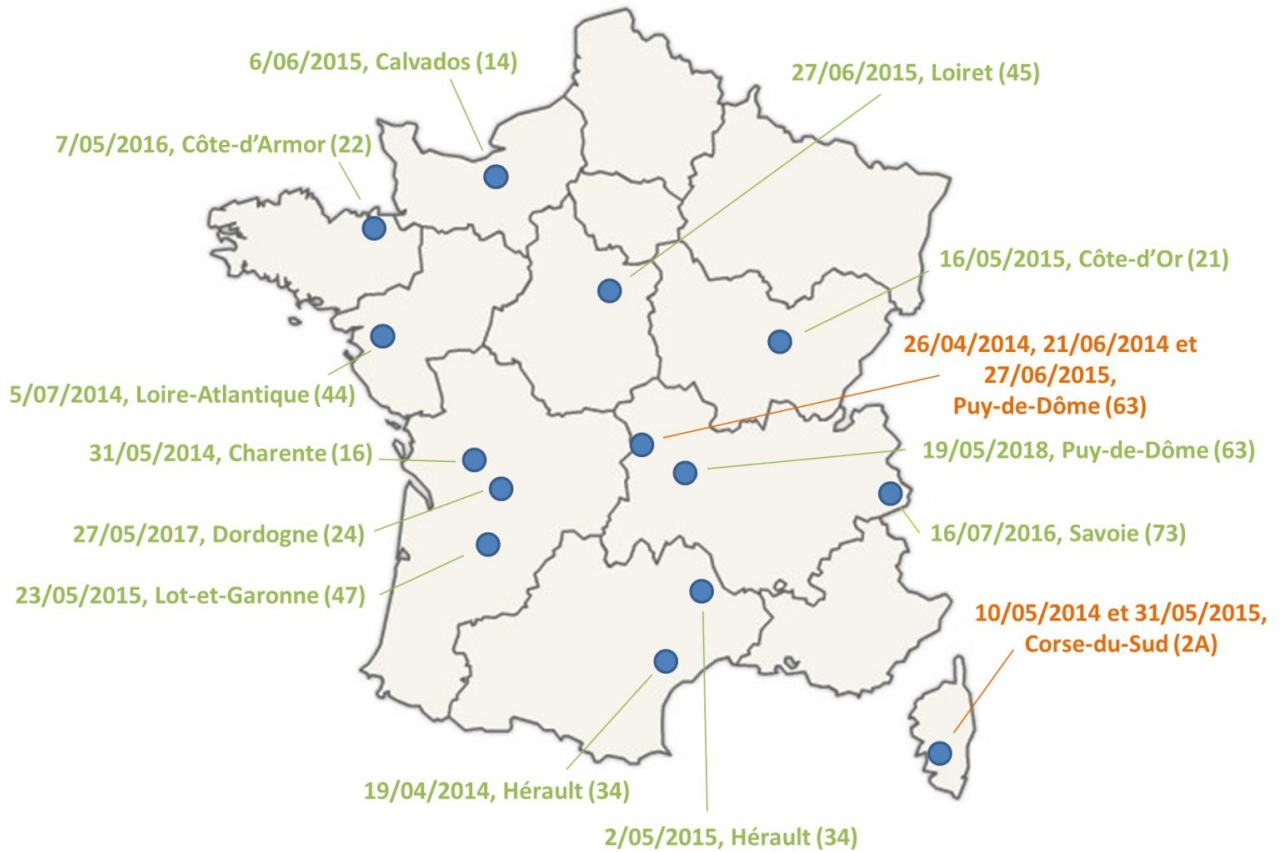 6/06/2015, Calvados (14)
27/06/2015, Loiret (45)
7/05/2016, Côte-d'Armor (22)
16/05/2015, Côte-d'Or (21)
26/04/2014, 21/06/2014 et
27/06/2015,
Puy-de-Dôme (63)
5/07/2014, Loire-Atlantique (44)
31/05/2014, Charente (16)
19/05/2018, Puy-de-Dôme (63)
27/05/2017, Dordogne (24)
16/07/2016, Savoie (73)
23/05/2015, Lot-et-Garonne (47)
10/05/2014 et 31/05/2015,
Corse-du-Sud (2A)
19/04/2014, Hérault (34)
2/05/2015, Hérault (34)